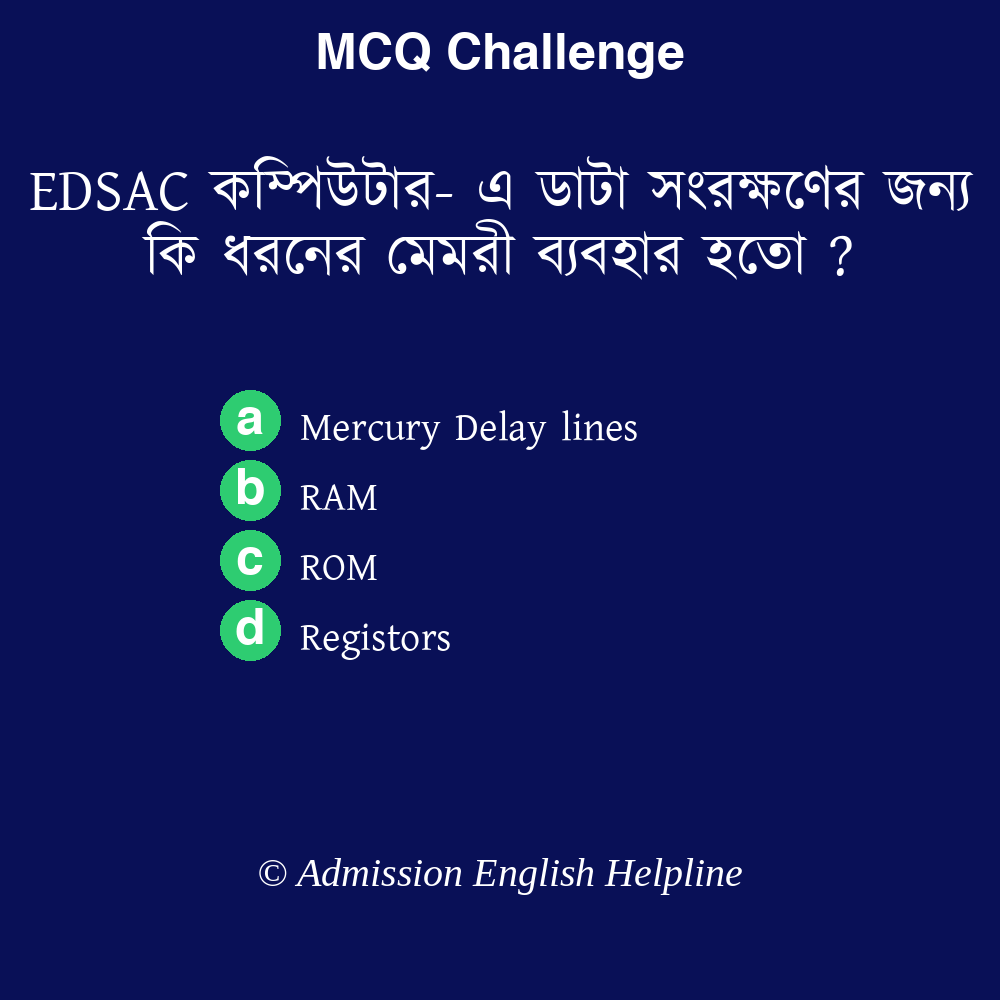 MCQ Challenge
EDSAC কম্পিউটার- এ ডাটা সংরক্ষণের জন্য
কি ধরনের মেমরী ব্যবহার হতো ?
a Mercury Delay lines
b RAM
c ROM
d Registors
© Admission English Helpline